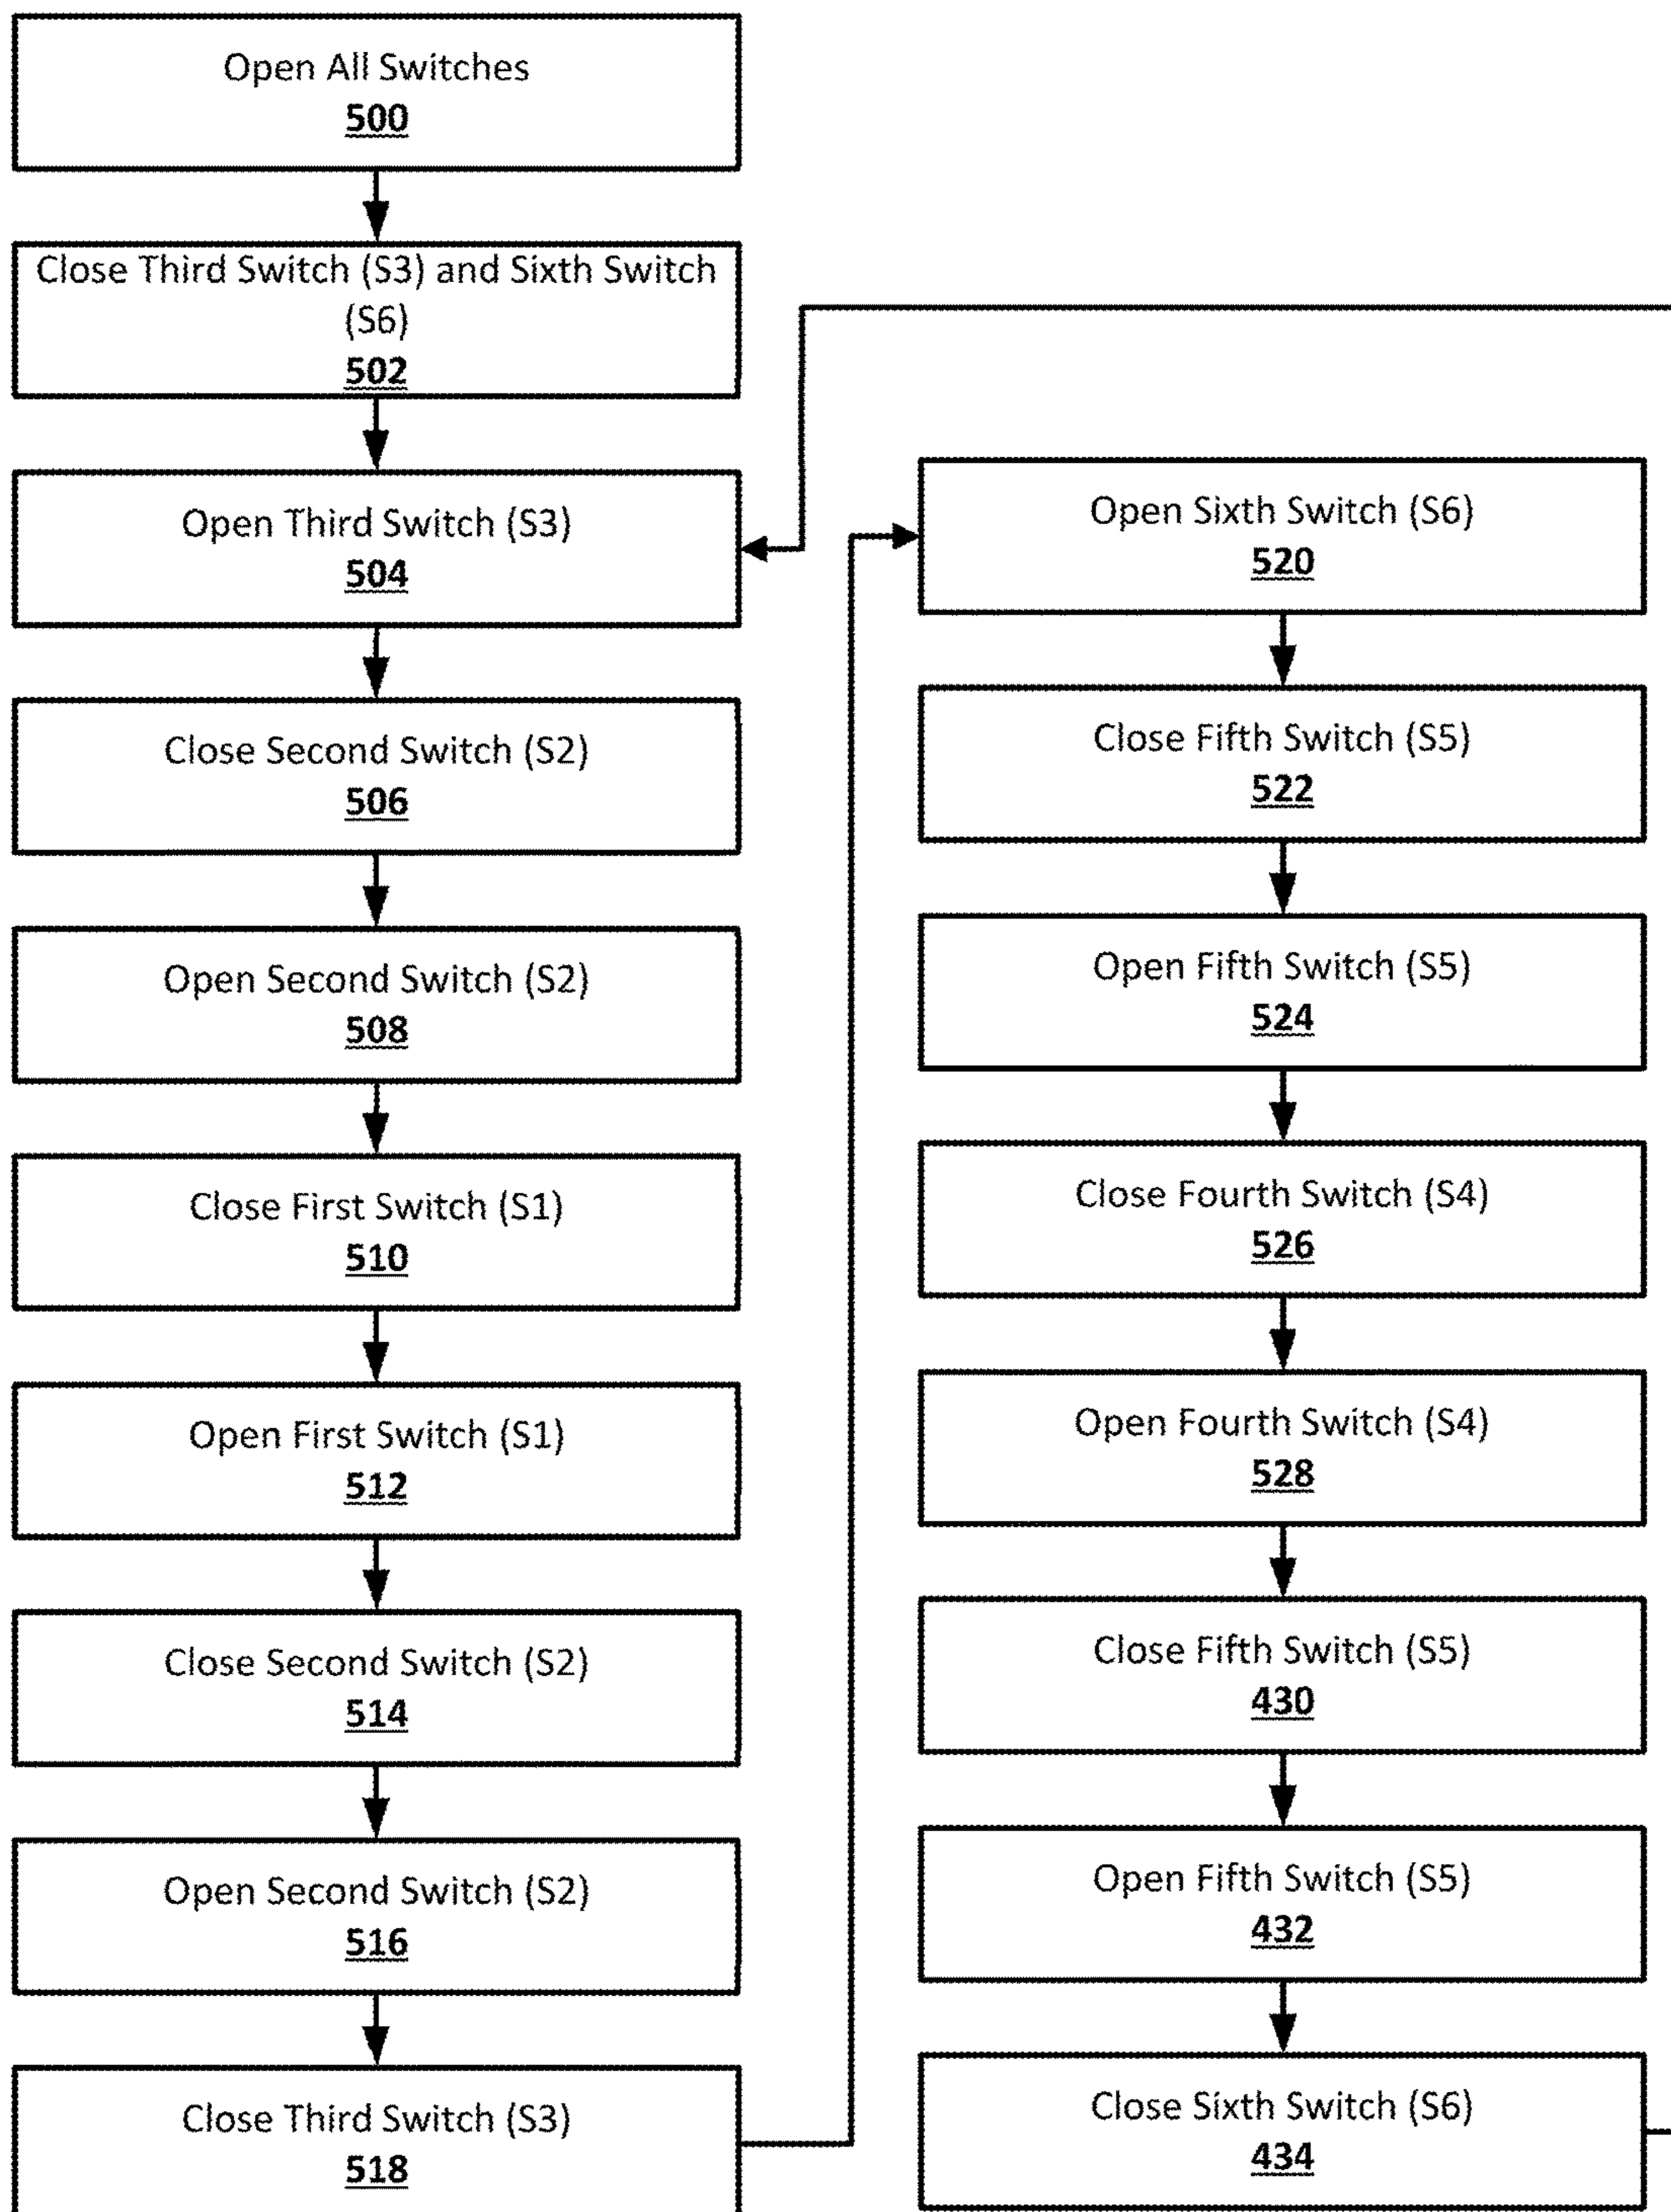 Open All Switches
500
Close Third Switch (S3) and Sixth Switch
(S6)
502
Open Third Switch (S3)
504
Close Second Switch (S2)
506
Open Second Switch (S2)
508
Close First Switch (S1)
510
Open First Switch (S1)
512
Close Second Switch (S2)
514
Open Second Switch (S2)
516
Close Third Switch (S3)
518
Open Sixth Switch (S6)
520
Close Fifth Switch (S5)
522
Open Fifth Switch (S5)
524
Close Fourth Switch (S4)
526
Open Fourth Switch (S4)
528
Close Fifth Switch (S5)
430
Open Fifth Switch (S5)
432
Close Sixth Switch (S6)
434